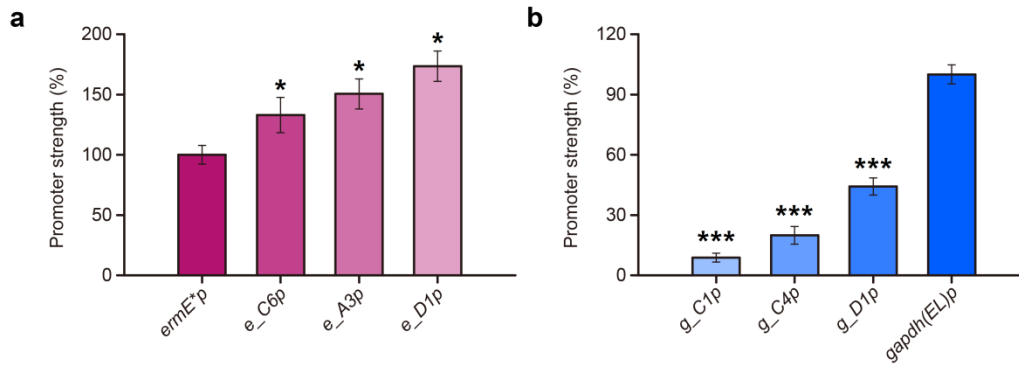 a
Promoter strength (%)
200
150
100
50
0
*
*
*
ermE*p
e_C6p
e_A3p
e_D1p
b
Promoter strength (%)
120
90
60
30
0
***
***
***
g_C1p
g_C4p
g_D1p
gapdh(EL)p